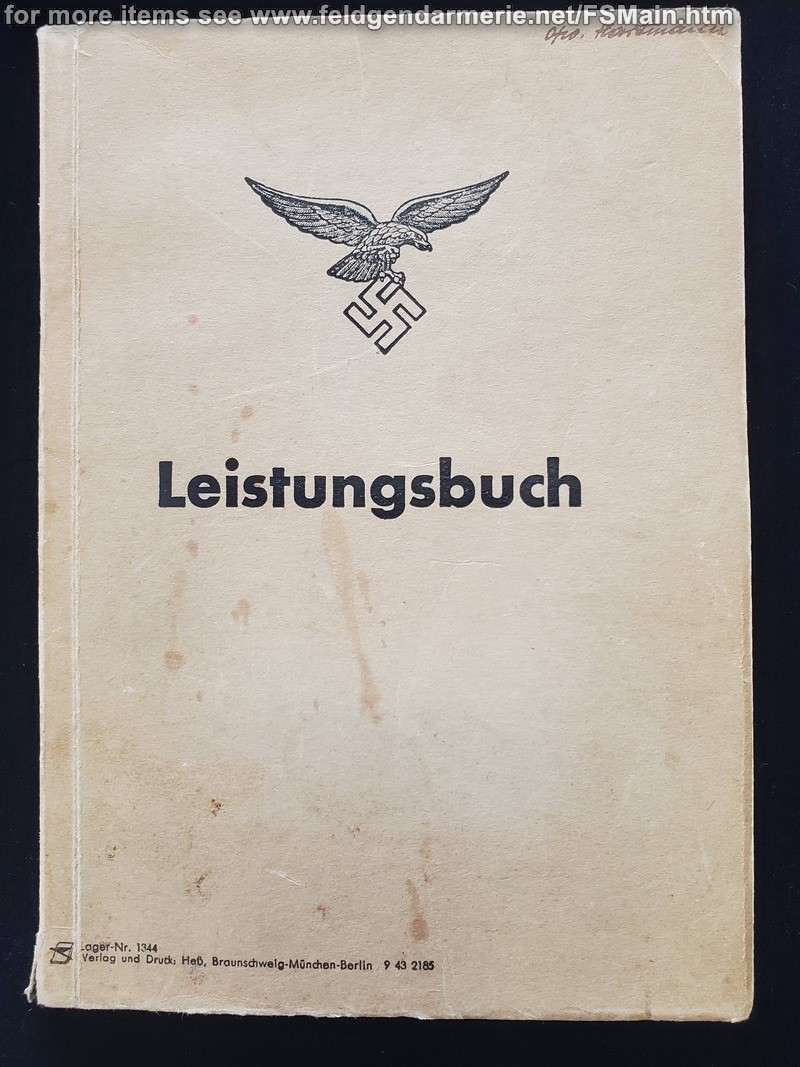 for more items see www.feldgendarmerie.net/FSMain.htm
Leistungsbuch
Lager-Nr. 1344
Verlag und Druck: Heß, Braunschweig-München-Berlin 9 43 2185